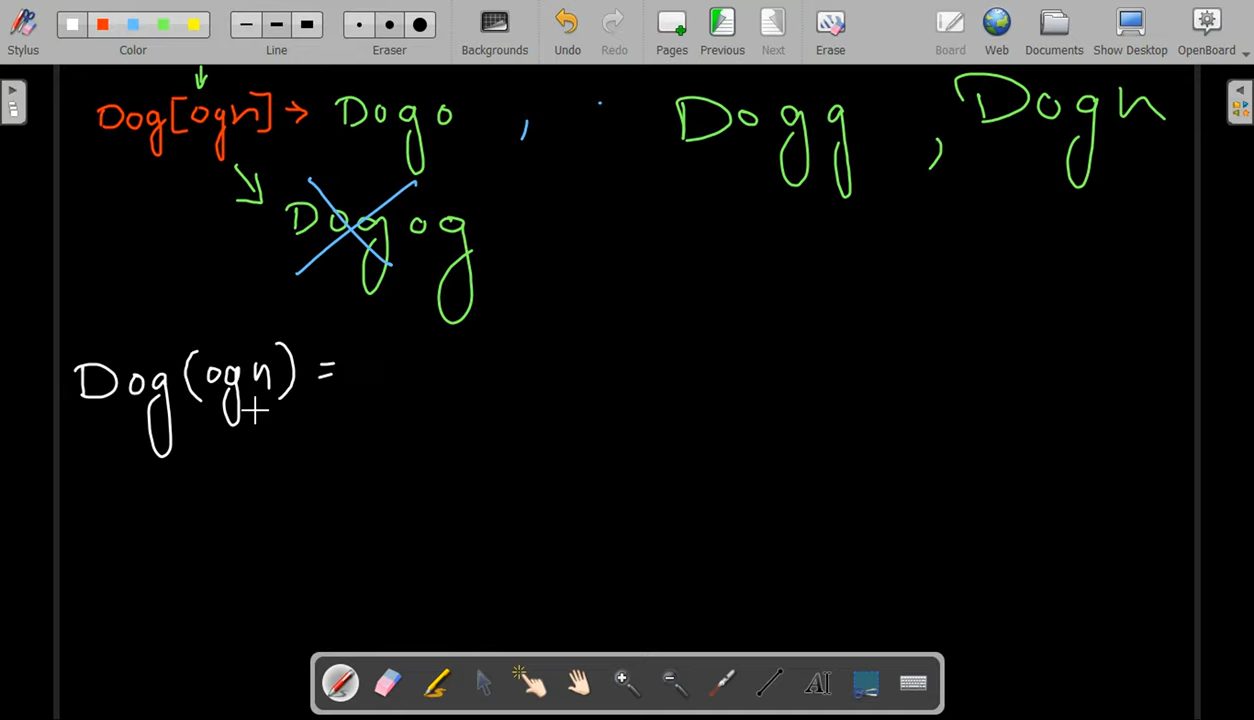 Stylus Color Line Eraser Backgrounds Undo Redo Pages Previous Next Erase Board Web Documents Show Desktop OpenBoard
Dog[ogn] → Dogo , Dogg , Dogn
Dogog
Dog(ogn) =